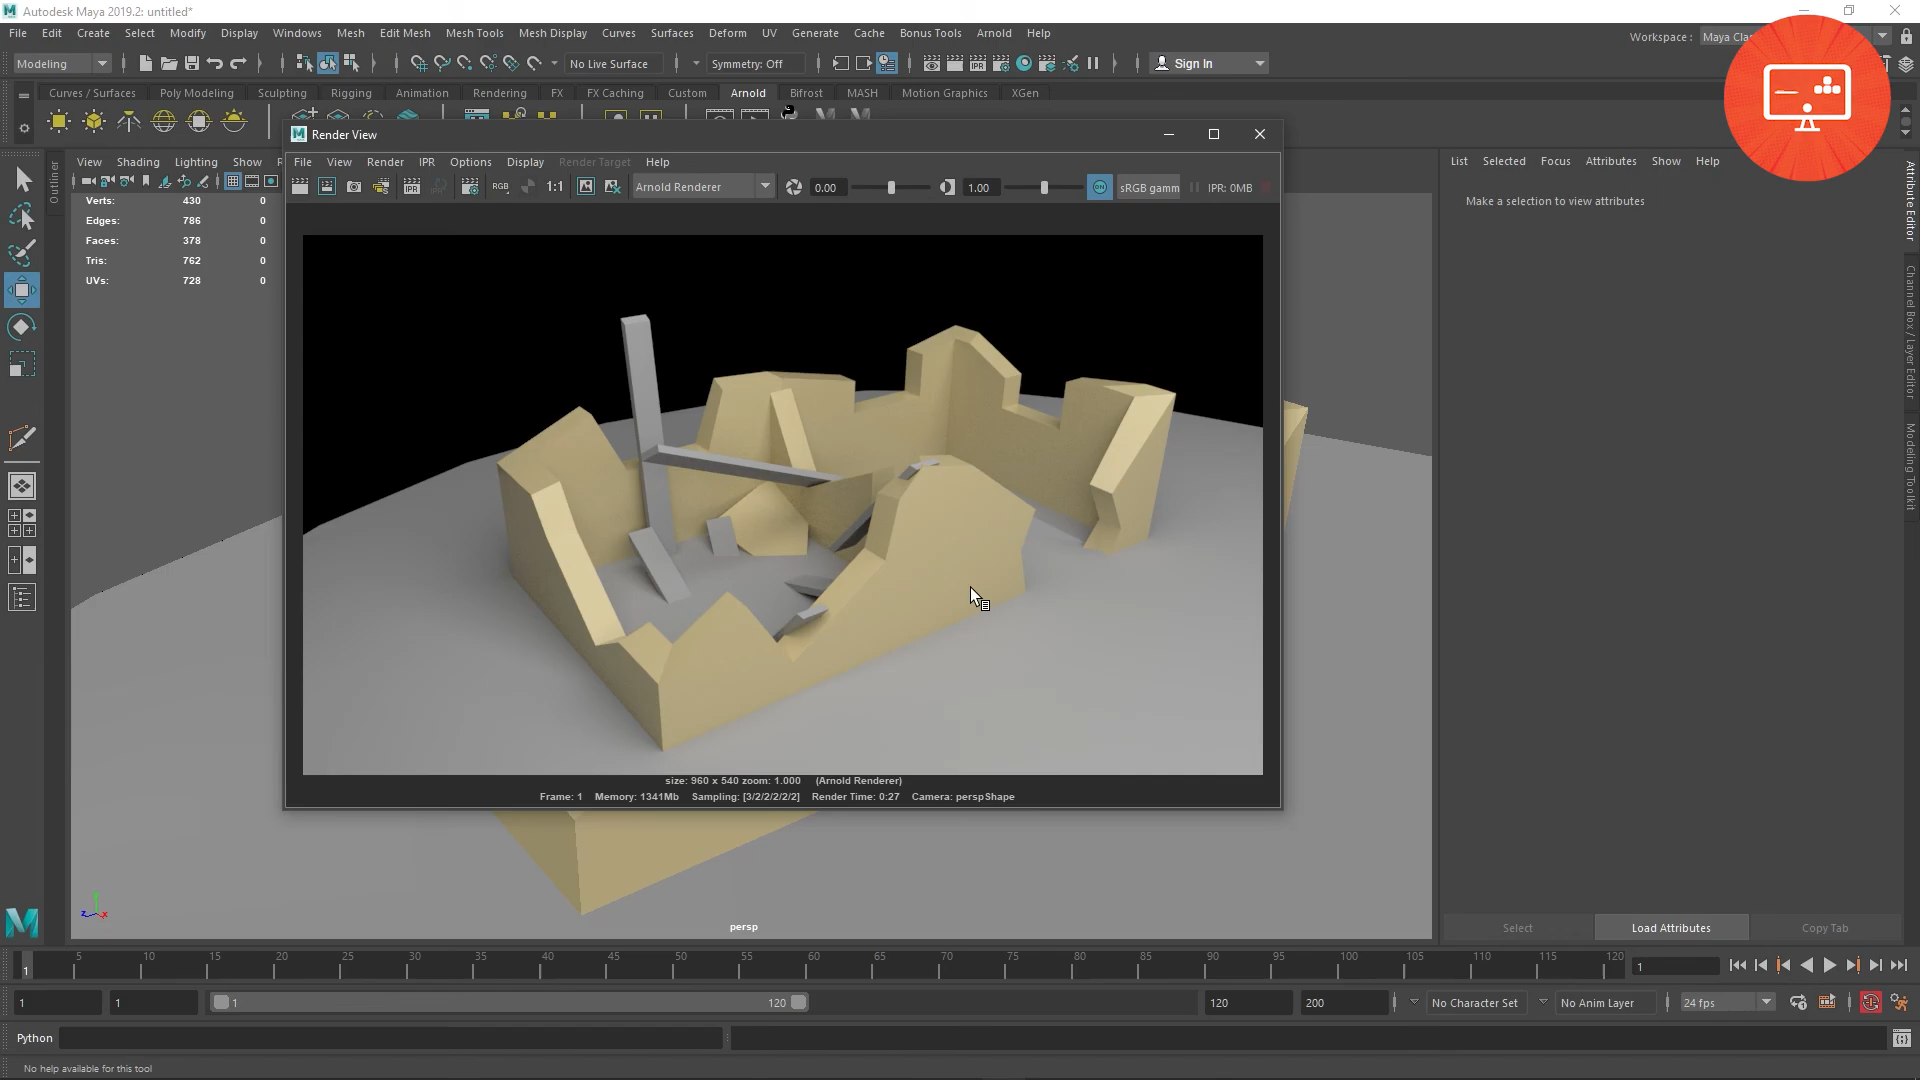 Autodesk Maya 2019.2: untitled*
File Edit Create Select Modify Display Windows Mesh Edit Mesh Mesh Tools Mesh Display Curves Surfaces Deform UV Generate Cache Bonus Tools Arnold Help
Workspace : Maya Cla
Modeling No Live Surface Symmetry: Off Sign In
Curves / Surfaces Poly Modeling Sculpting Rigging Animation Rendering FX FX Caching Custom Arnold Bifrost MASH Motion Graphics XGen
Render View
View Shading Lighting Show
File View Render IPR Options Display Render Target Help
List Selected Focus Attributes Show Help
RGB 1:1 Arnold Renderer 0.00 1.00 ON sRGB gamm IPR: 0MB
Outliner
Verts: 430 0
Edges: 786 0
Faces: 378 0
Tris: 762 0
UVs: 728 0
Make a selection to view attributes
Attribute Editor
Channel Box / Layer Editor
Modeling Toolkit
size: 960 x 540 zoom: 1.000 (Arnold Renderer)
Frame: 1 Memory: 1341Mb Sampling: [3/2/2/2/2/2] Render Time: 0:27 Camera: perspShape
y
z x
persp
Select Load Attributes Copy Tab
1 5 10 15 20 25 30 35 40 45 50 55 60 65 70 75 80 85 90 95 100 105 110 115 120 1
1 1 1 120 120 200 No Character Set No Anim Layer 24 fps
Python
No help available for this tool